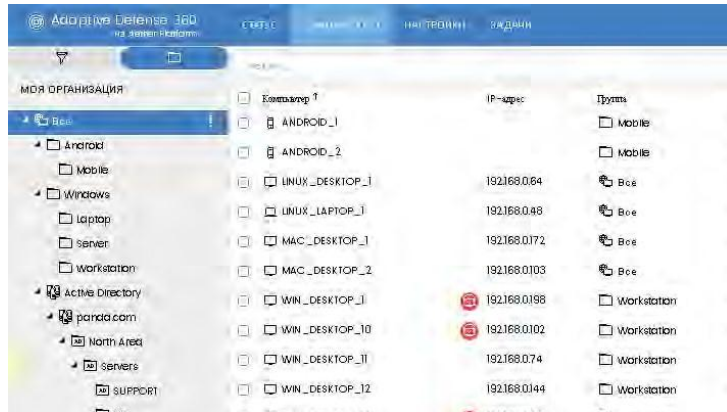 Adaptive Defense 360
СТАТУС НАСТРОЙКИ ЗАДАЧИ
МОЯ ОРГАНИЗАЦИЯ
Все
Android
Mobile
Windows
Laptop
Server
Workstation
Active Directory
panda.com
North Area
Servers
SUPPORT
Компьютер ↑ IP-адрес Группа
ANDROID_1 Mobile
ANDROID_2 Mobile
LINUX_DESKTOP_1 192.168.0.64 Все
LINUX_LAPTOP_1 192.168.0.48 Все
MAC_DESKTOP_1 192.168.0.172 Все
MAC_DESKTOP_2 192.168.0.103 Все
WIN_DESKTOP_1 192.168.0.198 Workstation
WIN_DESKTOP_10 192.168.0.102 Workstation
WIN_DESKTOP_11 192.168.0.74 Workstation
WIN_DESKTOP_12 192.168.0.144 Workstation